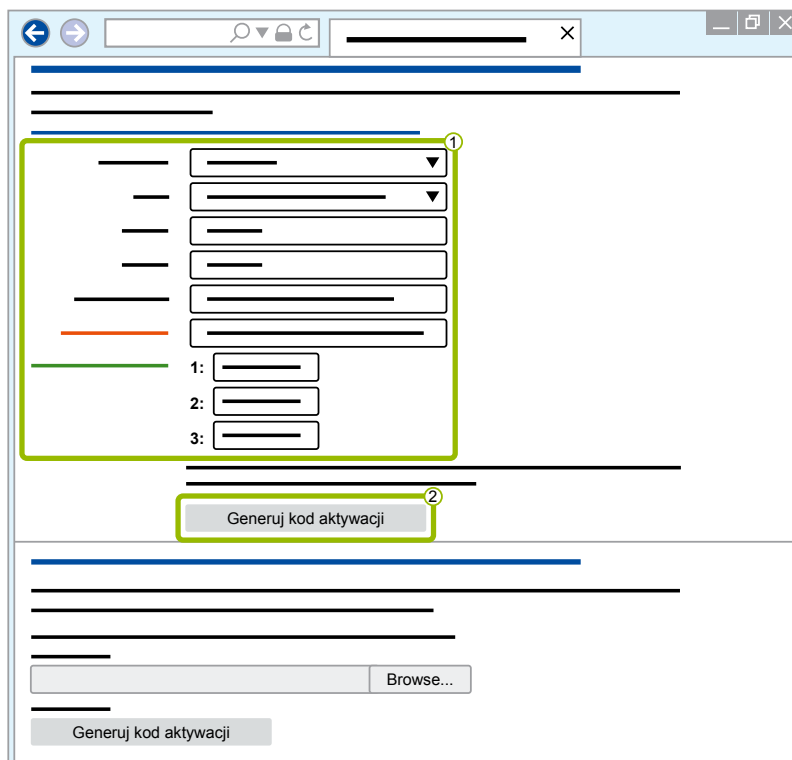 1
1:
2:
3:
2
Generuj kod aktywacji
Browse...
Generuj kod aktywacji